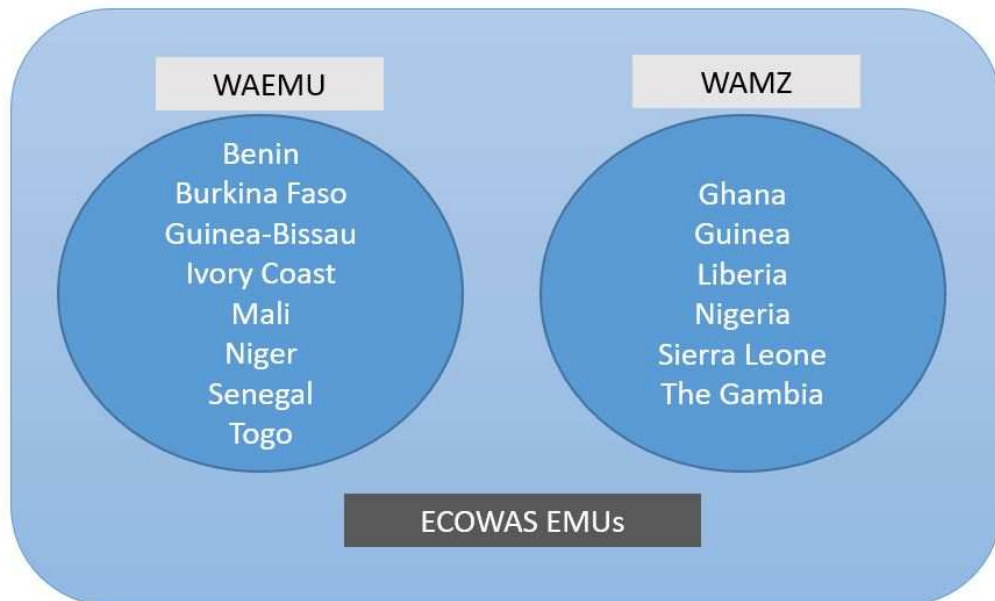 WAEMU
Benin
Burkina Faso
Guinea-Bissau
Ivory Coast
Mali
Niger
Senegal
Togo
WAMZ
Ghana
Guinea
Liberia
Nigeria
Sierra Leone
The Gambia
ECOWAS EMUs